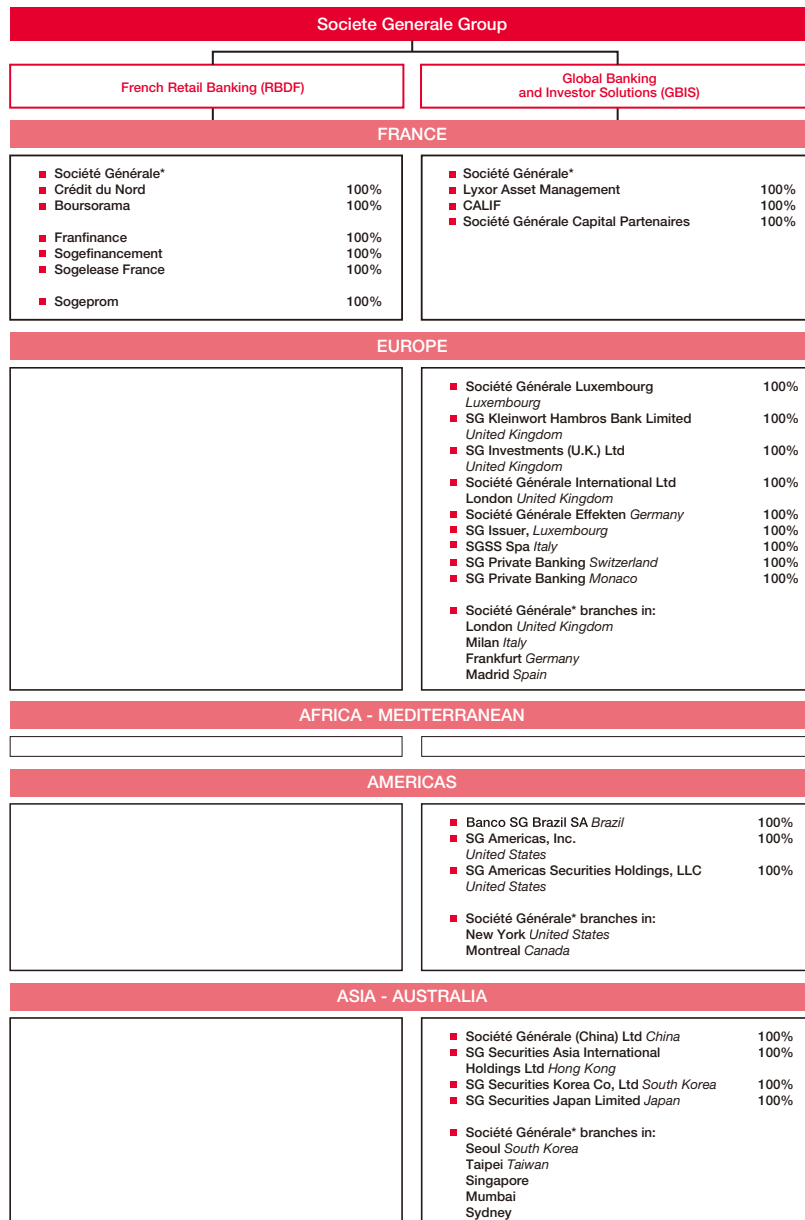 Societe Generale Group
French Retail Banking (RBDF)
Global Banking
and Investor Solutions (GBIS)
FRANCE
Société Générale*
Crédit du Nord 100%
Boursorama 100%
Franfinance 100%
Sogefinancement 100%
Sogelease France 100%
Sogeprom 100%
Société Générale*
Lyxor Asset Management 100%
CALIF 100%
Société Générale Capital Partenaires 100%
EUROPE
Société Générale Luxembourg 100%
Luxembourg
SG Kleinwort Hambros Bank Limited 100%
United Kingdom
SG Investments (U.K.) Ltd 100%
United Kingdom
Société Générale International Ltd 100%
London United Kingdom
Société Générale Effekten Germany 100%
SG Issuer, Luxembourg 100%
SGSS Spa Italy 100%
SG Private Banking Switzerland 100%
SG Private Banking Monaco 100%
Société Générale* branches in:
London United Kingdom
Milan Italy
Frankfurt Germany
Madrid Spain
AFRICA - MEDITERRANEAN
AMERICAS
Banco SG Brazil SA Brazil 100%
SG Americas, Inc. 100%
United States
SG Americas Securities Holdings, LLC 100%
United States
Société Générale* branches in:
New York United States
Montreal Canada
ASIA - AUSTRALIA
Société Générale (China) Ltd China 100%
SG Securities Asia International 100%
Holdings Ltd Hong Kong
SG Securities Korea Co, Ltd South Korea 100%
SG Securities Japan Limited Japan 100%
Société Générale* branches in:
Seoul South Korea
Taipei Taiwan
Singapore
Mumbai
Sydney